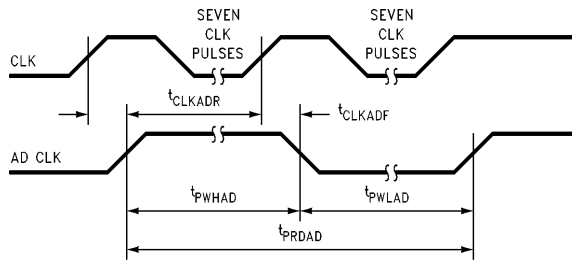 SEVEN CLK PULSES
SEVEN CLK PULSES
CLK
tCLKADR
tCLKADF
AD CLK
tPWHAD
tPWLAD
tPRDAD